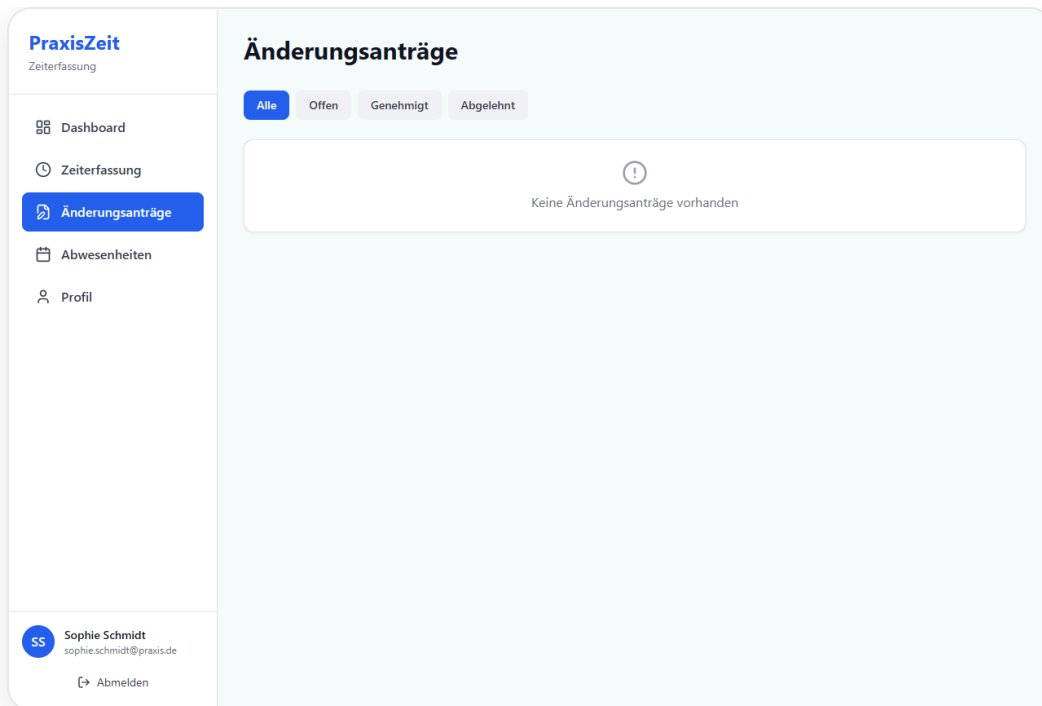 PraxisZeit
Zeiterfassung
Dashboard
Zeiterfassung
Änderungsanträge
Abwesenheiten
Profil
SS
Sophie Schmidt
sophie.schmidt@praxis.de
Abmelden
Änderungsanträge
Alle
Offen
Genehmigt
Abgelehnt
Keine Änderungsanträge vorhanden